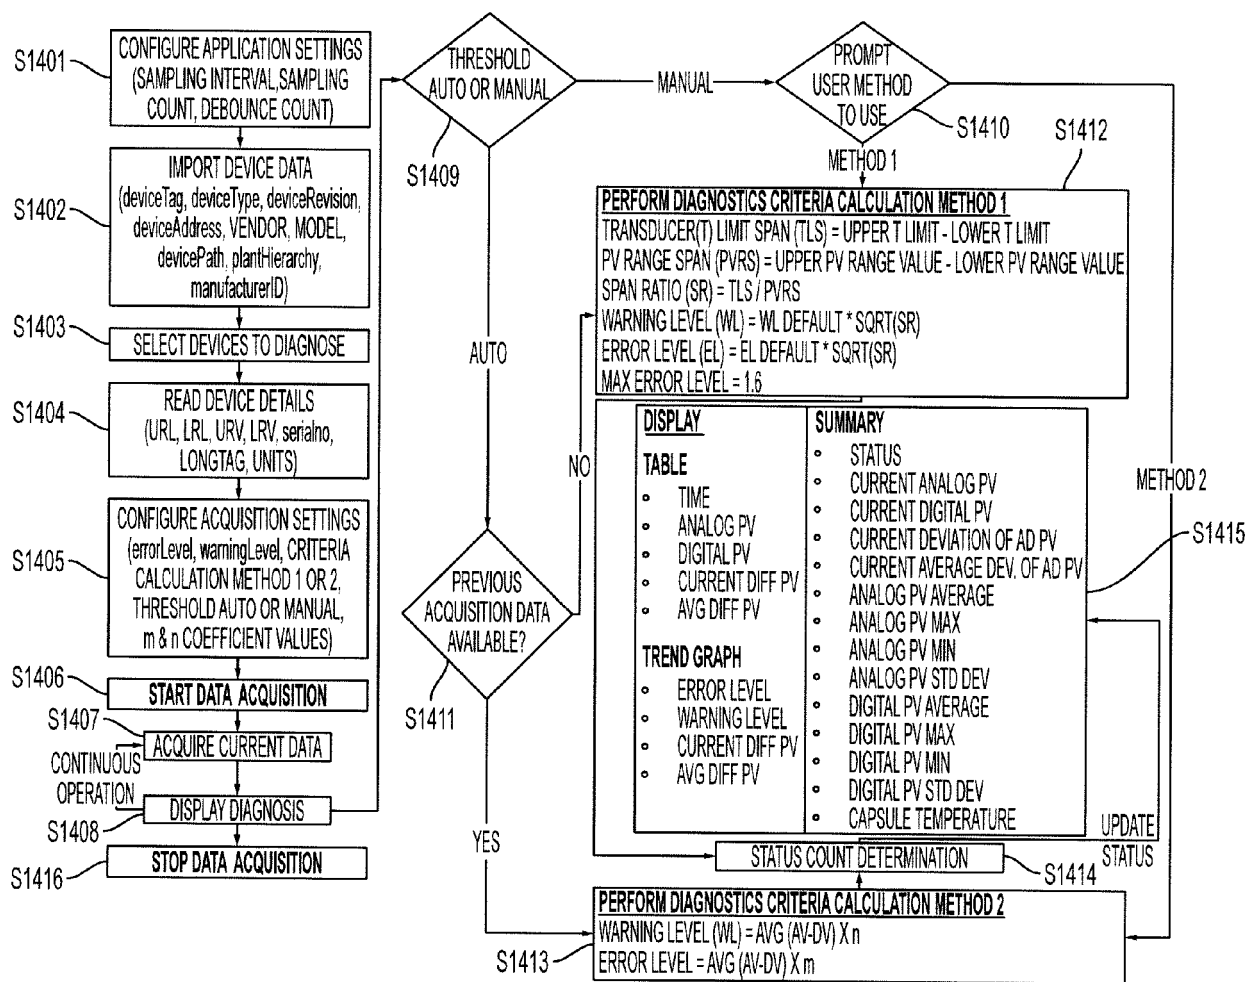 S1401
CONFIGURE APPLICATION SETTINGS
(SAMPLING INTERVAL,SAMPLING
COUNT, DEBOUNCE COUNT)
S1402
IMPORT DEVICE DATA
(deviceTag, deviceType, deviceRevision,
deviceAddress, VENDOR, MODEL,
devicePath, plantHierarchy,
manufacturerID)
S1403
SELECT DEVICES TO DIAGNOSE
S1404
READ DEVICE DETAILS
(URL, LRL, URV, LRV, serialno,
LONGTAG, UNITS)
S1405
CONFIGURE ACQUISITION SETTINGS
(errorLevel, warningLevel, CRITERIA
CALCULATION METHOD 1 OR 2,
THRESHOLD AUTO OR MANUAL,
m & n COEFFICIENT VALUES)
S1406
START DATA ACQUISITION
S1407
ACQUIRE CURRENT DATA
CONTINUOUS
OPERATION
DISPLAY DIAGNOSIS
S1408
STOP DATA ACQUISITION
S1416
THRESHOLD
AUTO OR MANUAL
S1409
MANUAL
PROMPT
USER METHOD
TO USE
S1410
METHOD 1
S1412
AUTO
PREVIOUS
ACQUISITION DATA
AVAILABLE?
S1411
NO
YES
PERFORM DIAGNOSTICS CRITERIA CALCULATION METHOD 1
TRANSDUCER(T) LIMIT SPAN (TLS) = UPPER T LIMIT - LOWER T LIMIT
PV RANGE SPAN (PVRS) = UPPER PV RANGE VALUE - LOWER PV RANGE VALUE
SPAN RATIO (SR) = TLS / PVRS
WARNING LEVEL (WL) = WL DEFAULT * SQRT(SR)
ERROR LEVEL (EL) = EL DEFAULT * SQRT(SR)
MAX ERROR LEVEL = 1.6
DISPLAY
TABLE
TIME
ANALOG PV
DIGITAL PV
CURRENT DIFF PV
AVG DIFF PV
TREND GRAPH
ERROR LEVEL
WARNING LEVEL
CURRENT DIFF PV
AVG DIFF PV
SUMMARY
STATUS
CURRENT ANALOG PV
CURRENT DIGITAL PV
CURRENT DEVIATION OF AD PV
CURRENT AVERAGE DEV. OF AD PV
ANALOG PV AVERAGE
ANALOG PV MAX
ANALOG PV MIN
ANALOG PV STD DEV
DIGITAL PV AVERAGE
DIGITAL PV MAX
DIGITAL PV MIN
DIGITAL PV STD DEV
CAPSULE TEMPERATURE
METHOD 2
S1415
UPDATE
STATUS
STATUS COUNT DETERMINATION
S1414
PERFORM DIAGNOSTICS CRITERIA CALCULATION METHOD 2
WARNING LEVEL (WL) = AVG (AV-DV) X n
ERROR LEVEL = AVG (AV-DV) X m
S1413